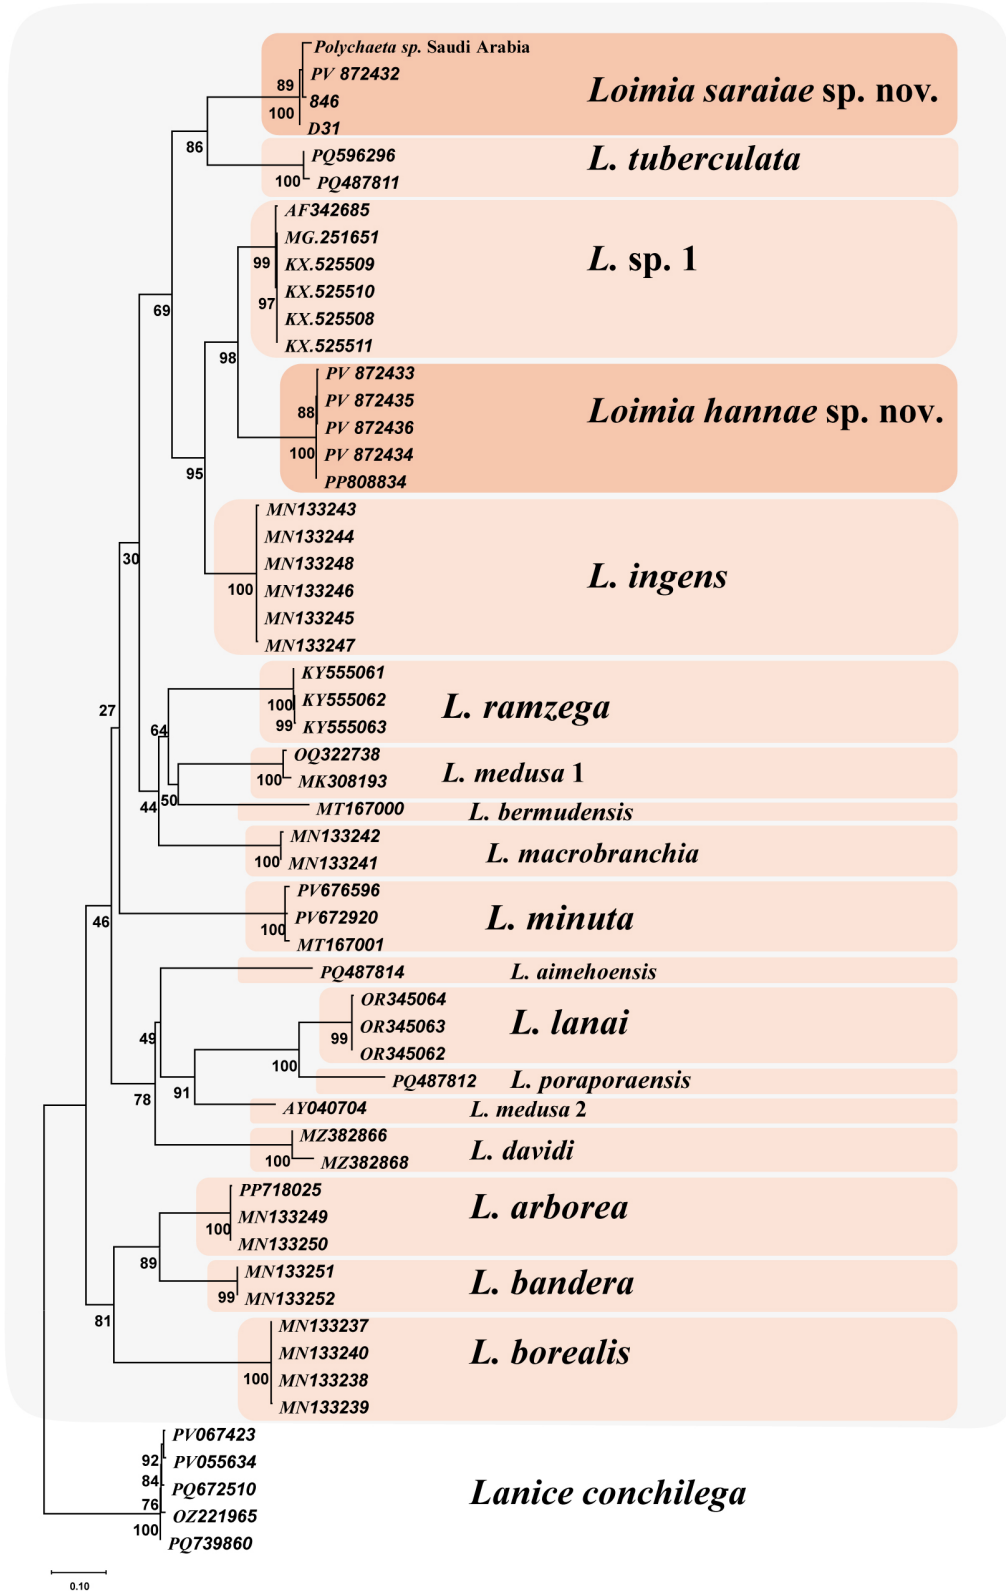 Polychaeta sp. Saudi Arabia
PV 872432
89
846
100
D31
Loimia saraiae sp. nov.
86
PQ596296
PQ487811
100
L. tuberculata
AF342685
MG.251651
99
KX.525509
KX.525510
97
KX.525508
KX.525511
L. sp. 1
69
98
PV 872433
PV 872435
88
PV 872436
PV 872434
100
PP808834
Loimia hannae sp. nov.
95
MN133243
MN133244
MN133248
MN133246
100
MN133245
MN133247
L. ingens
30
KY555061
KY555062
100
KY555063
99
L. ramzega
27
64
OQ322738
MK308193
100
L. medusa 1
44
50
MT167000
L. bermudensis
MN133242
MN133241
100
L. macrobranchia
PV676596
PV672920
100
MT167001
L. minuta
46
PQ487814
L. aimehoensis
OR345064
OR345063
99
OR345062
L. lanai
49
100
PQ487812
L. poraporaensis
78
91
AY040704
L. medusa 2
MZ382866
MZ382868
100
L. davidi
PP718025
MN133249
100
MN133250
L. arborea
89
MN133251
MN133252
99
L. bandera
81
MN133237
MN133240
MN133238
100
MN133239
L. borealis
PV067423
PV055634
92
84
PQ672510
76
OZ221965
100
PQ739860
Lanice conchilega
0.10